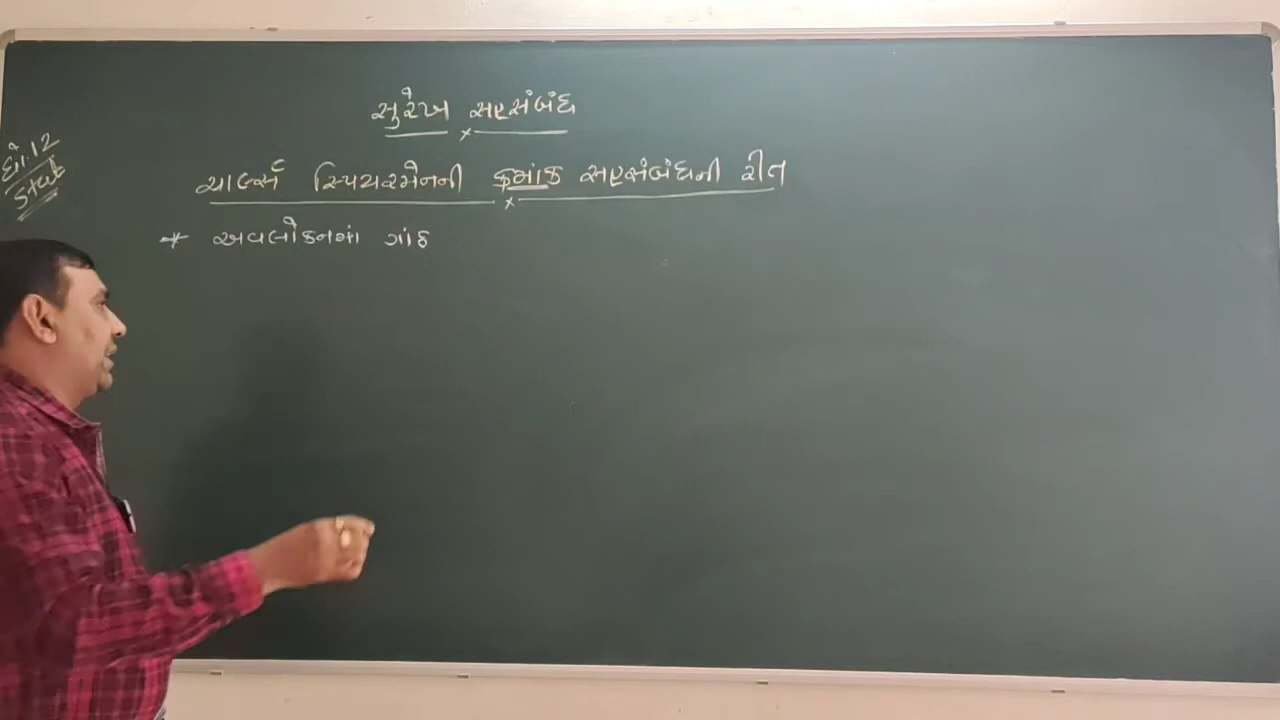 ધો.12
Stat
સુરેખ સહસંબંધ
ચાર્લ્સ સ્પિયરમેનની ક્રમાંક સહસંબંધની રીત
* અવલોકનમાં ગાંઠ